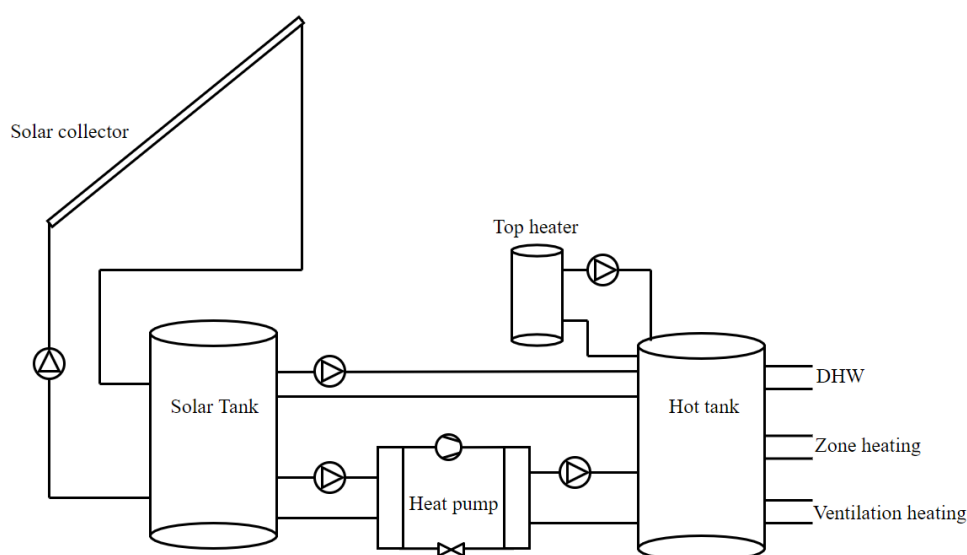 Solar collector
Top heater
Solar Tank
Hot tank
DHW
Zone heating
Heat pump
Ventilation heating